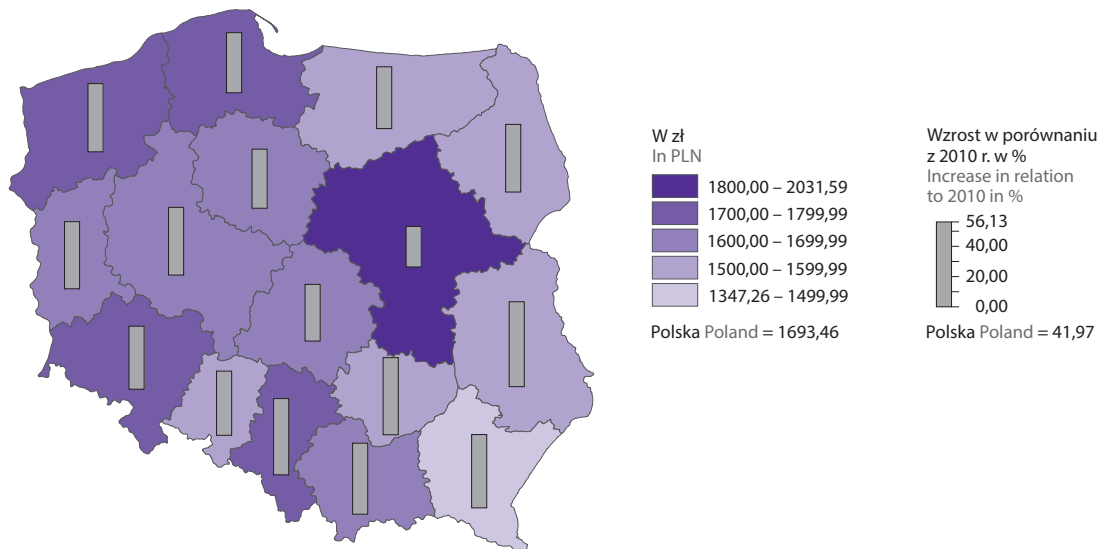 W zł
In PLN
1800,00 – 2031,59
1700,00 – 1799,99
1600,00 – 1699,99
1500,00 – 1599,99
1347,26 – 1499,99
Polska Poland = 1693,46
Wzrost w porównaniu
z 2010 r. w %
Increase in relation
to 2010 in %
56,13
40,00
20,00
0,00
Polska Poland = 41,97